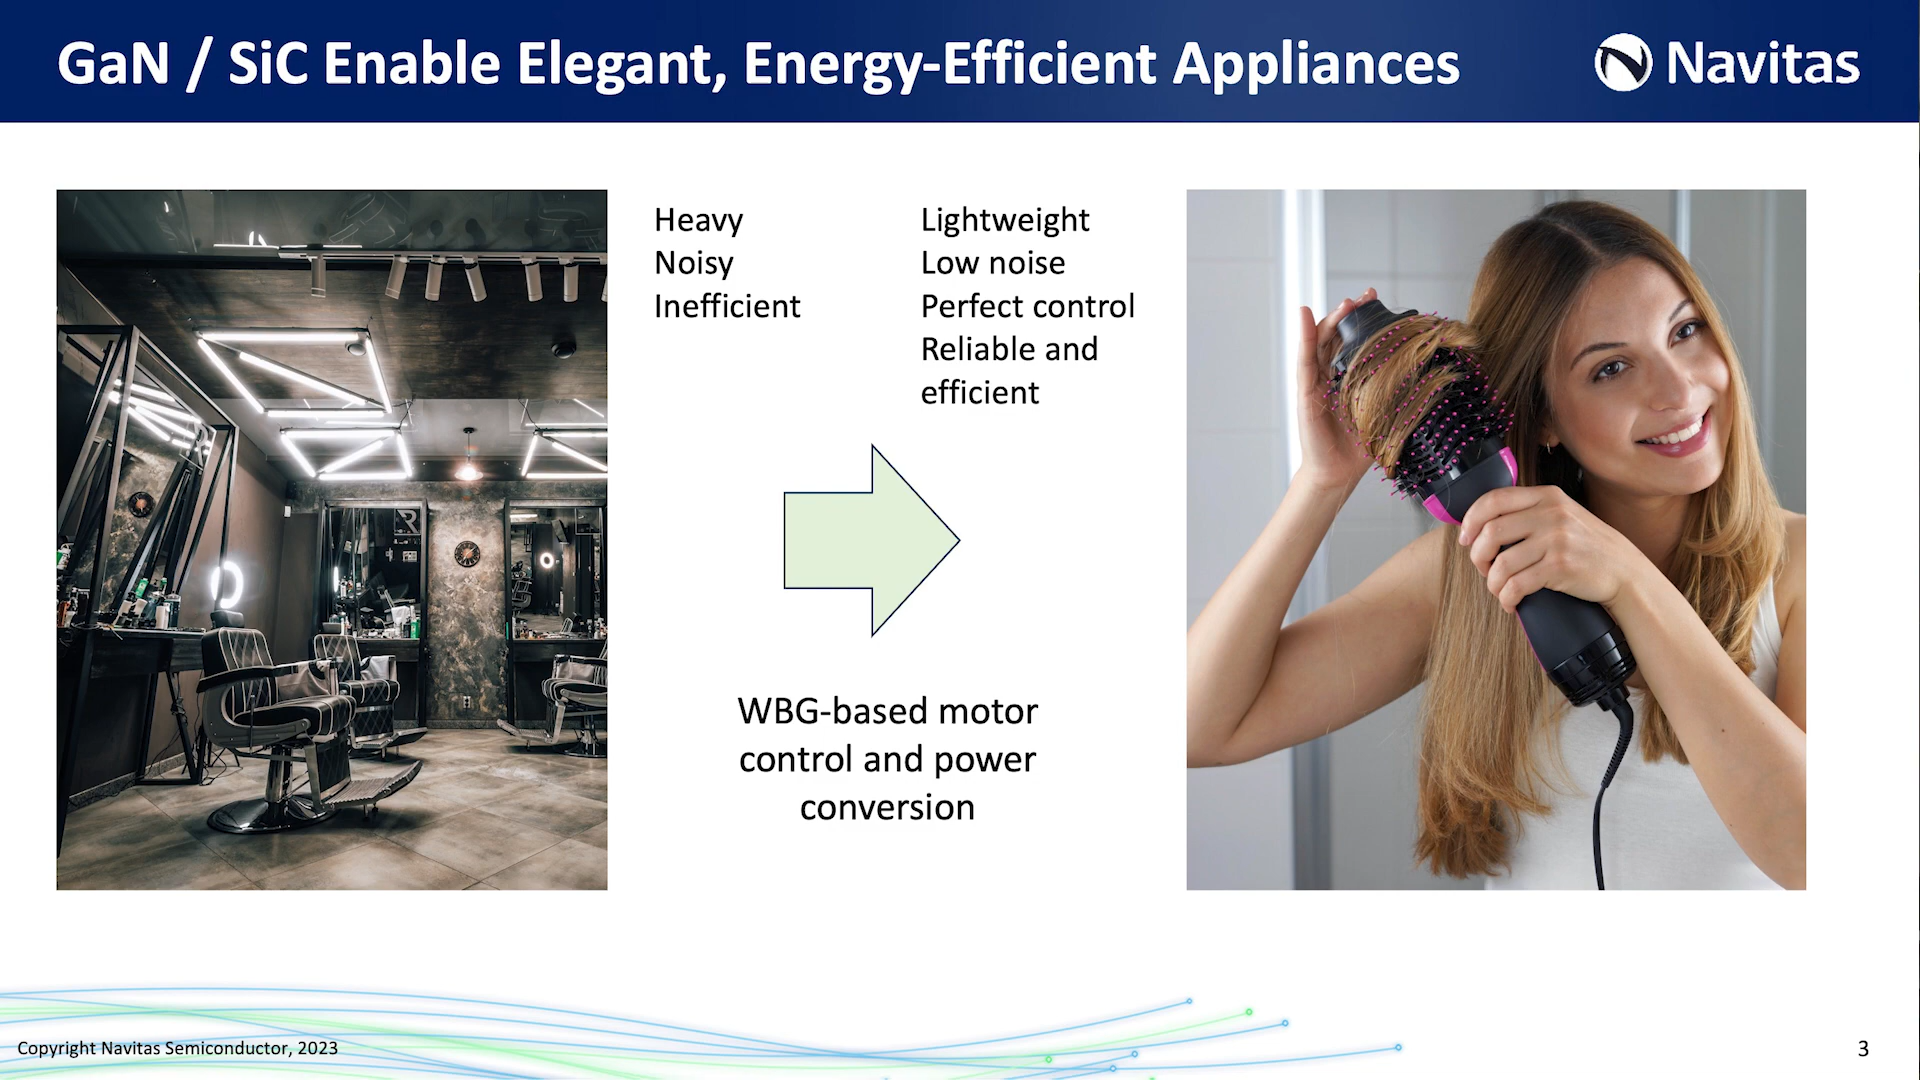 GaN / SiC Enable Elegant, Energy-Efficient Appliances
Navitas
Heavy
Noisy
Inefficient
Lightweight
Low noise
Perfect control
Reliable and
efficient
WBG-based motor
control and power
conversion
Copyright Navitas Semiconductor, 2023
3